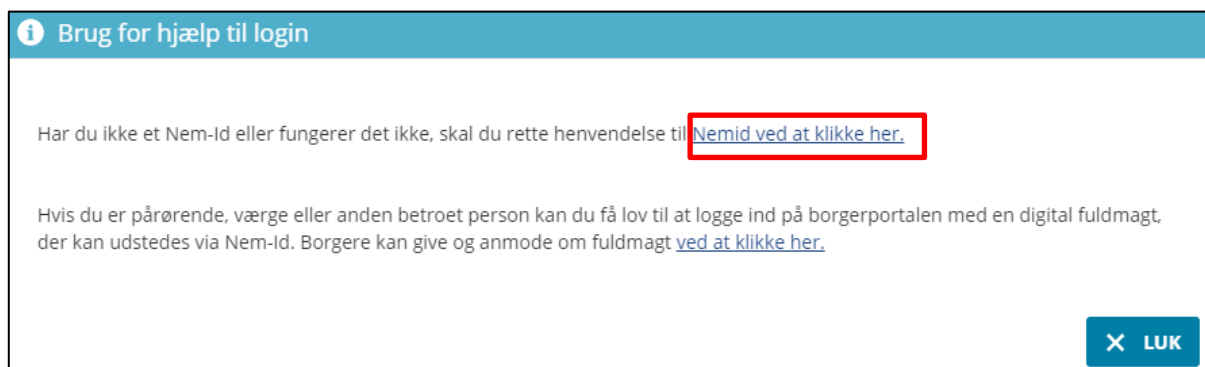 Brug for hjælp til login
Har du ikke et Nem-Id eller fungerer det ikke, skal du rette henvendelse til Nemid ved at klikke her.
Hvis du er pårørende, værge eller anden betroet person kan du få lov til at logge ind på borgerportalen med en digital fuldmagt,
der kan udstedes via Nem-Id. Borgere kan give og anmode om fuldmagt ved at klikke her.
LUK